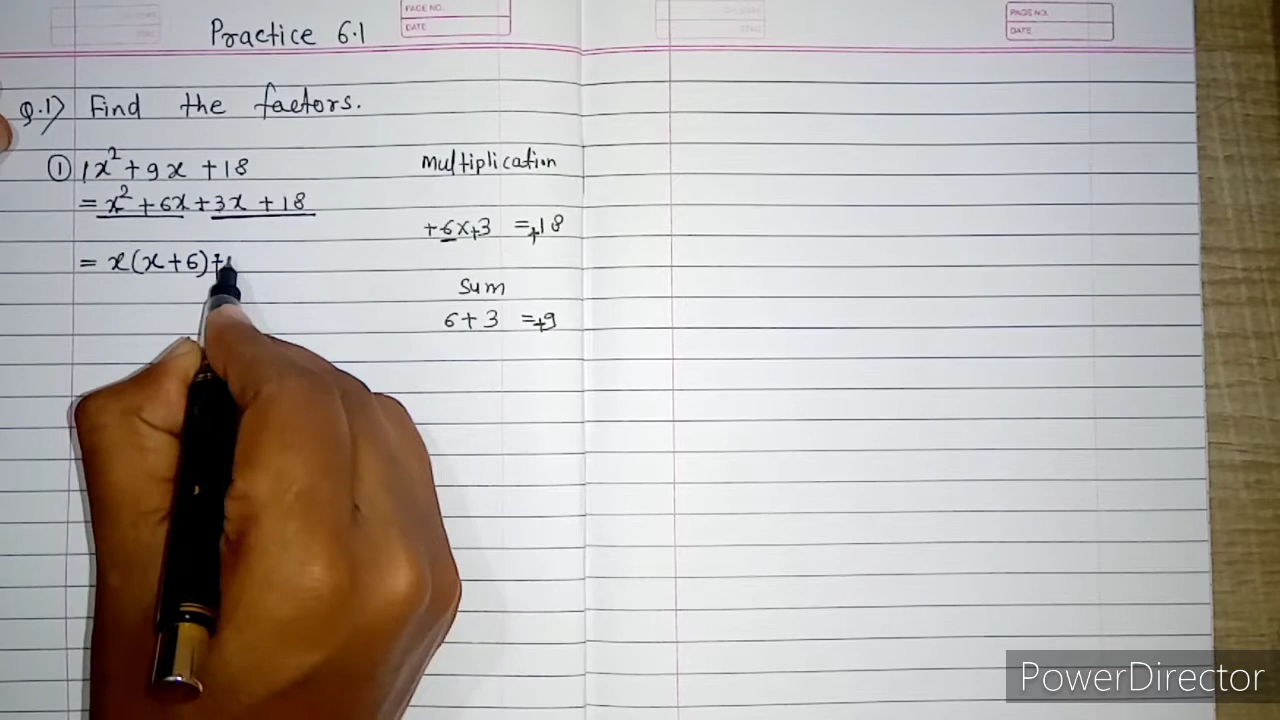 PAGE NO.
DATE
Practice 6.1
PAGE NO.
DATE
Q.1) Find the factors.
① 1x² + 9x + 18
= x² + 6x + 3x + 18
= x(x+6)+
Multiplication
+6x+3 = +18
Sum
6+3 = +9
PowerDirector